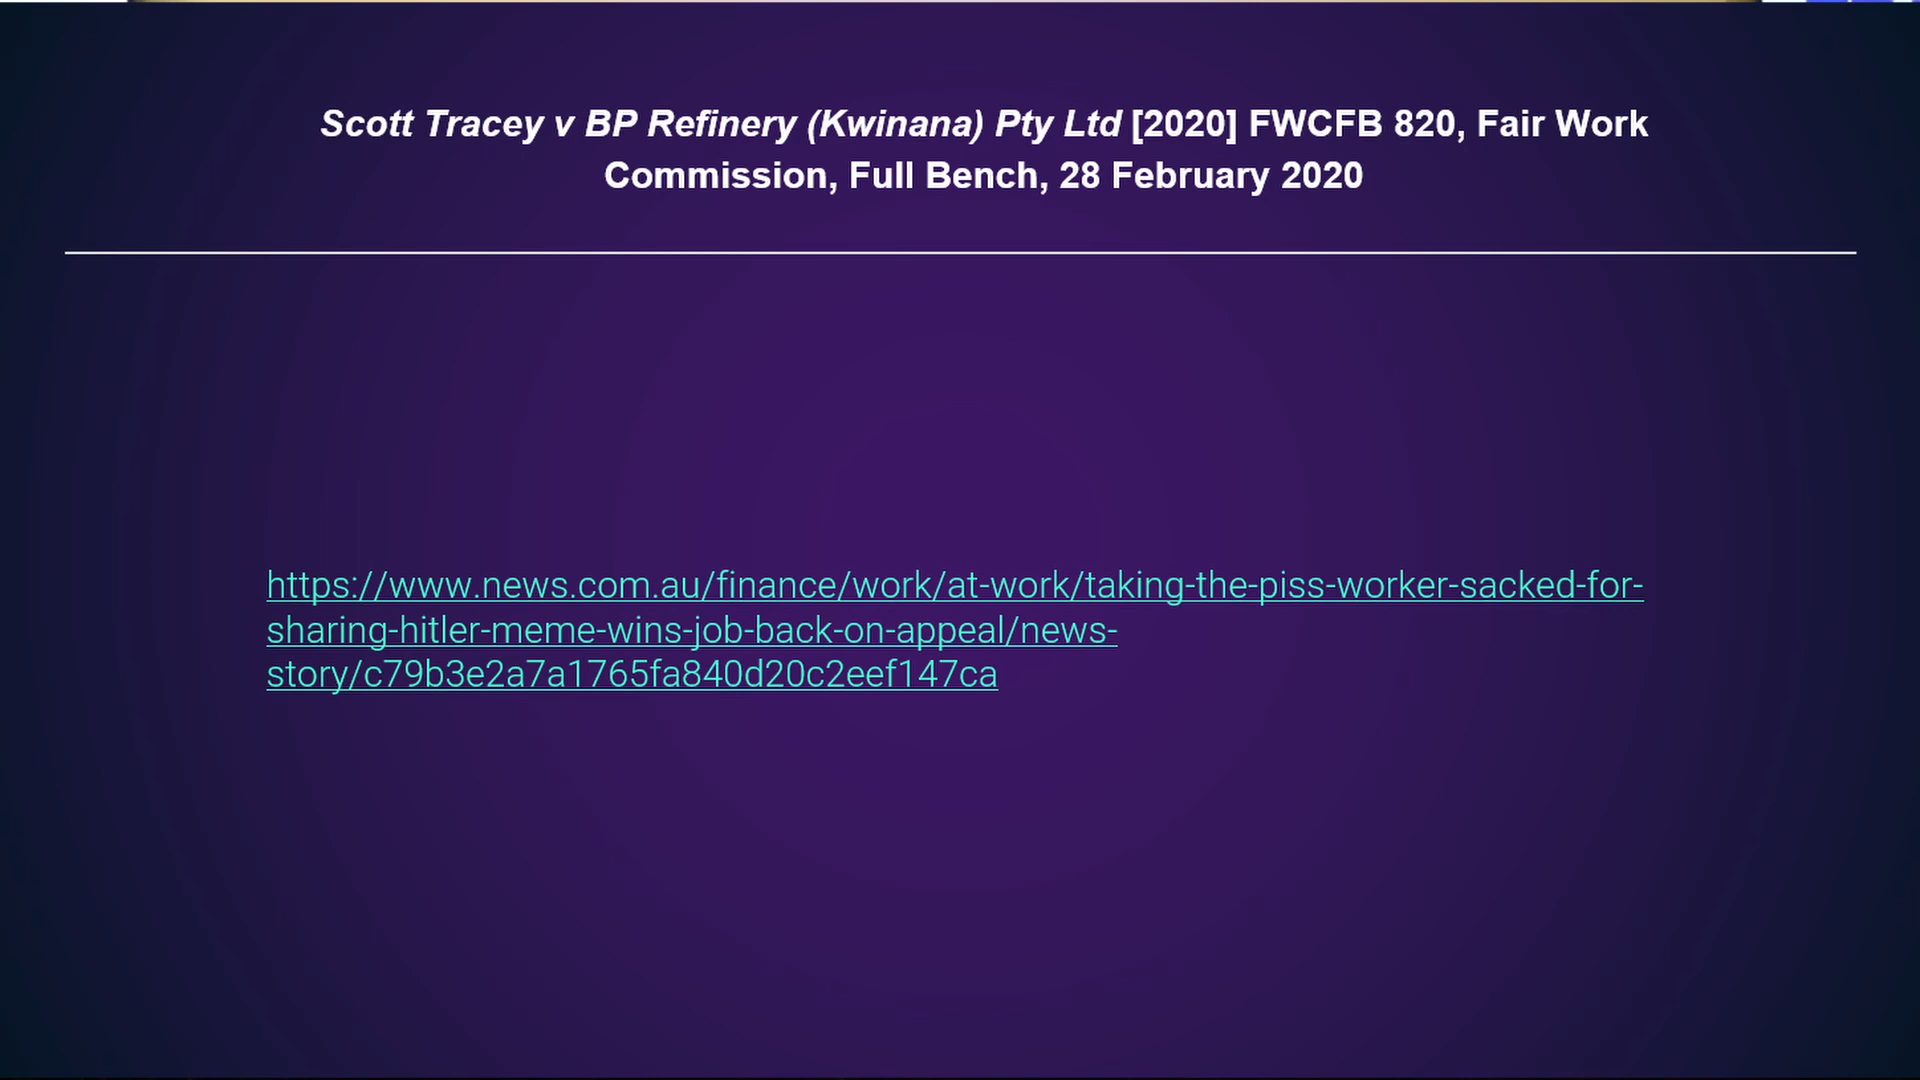 Scott Tracey v BP Refinery (Kwinana) Pty Ltd [2020] FWCFB 820, Fair Work
Commission, Full Bench, 28 February 2020
https://www.news.com.au/finance/work/at-work/taking-the-piss-worker-sacked-for-
sharing-hitler-meme-wins-job-back-on-appeal/news-
story/c79b3e2a7a1765fa840d20c2eef147ca